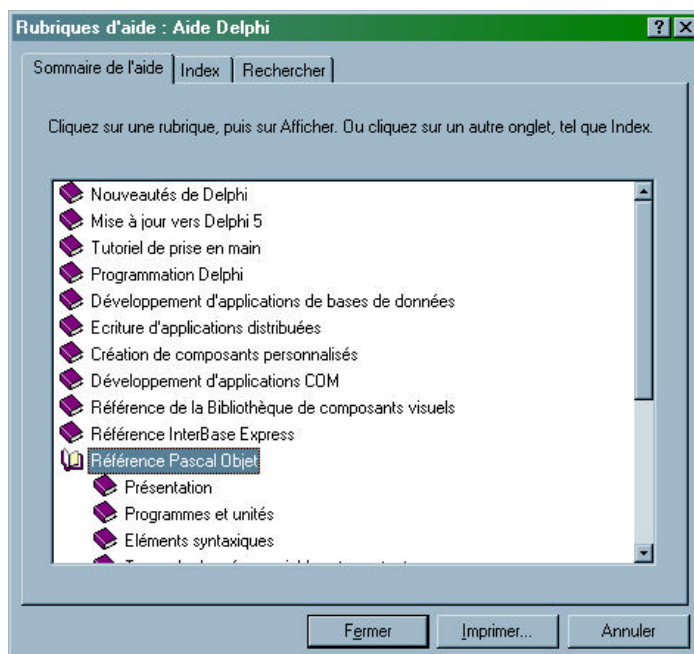 Rubriques d'aide : Aide Delphi
Sommaire de l'aide Index Rechercher
Cliquez sur une rubrique, puis sur Afficher. Ou cliquez sur un autre onglet, tel que Index.
Nouveautés de Delphi
Mise à jour vers Delphi 5
Tutoriel de prise en main
Programmation Delphi
Développement d'applications de bases de données
Ecriture d'applications distribuées
Création de composants personnalisés
Développement d'applications COM
Référence de la Bibliothèque de composants visuels
Référence InterBase Express
Référence Pascal Objet
Présentation
Programmes et unités
Eléments syntaxiques
Fermer Imprimer... Annuler